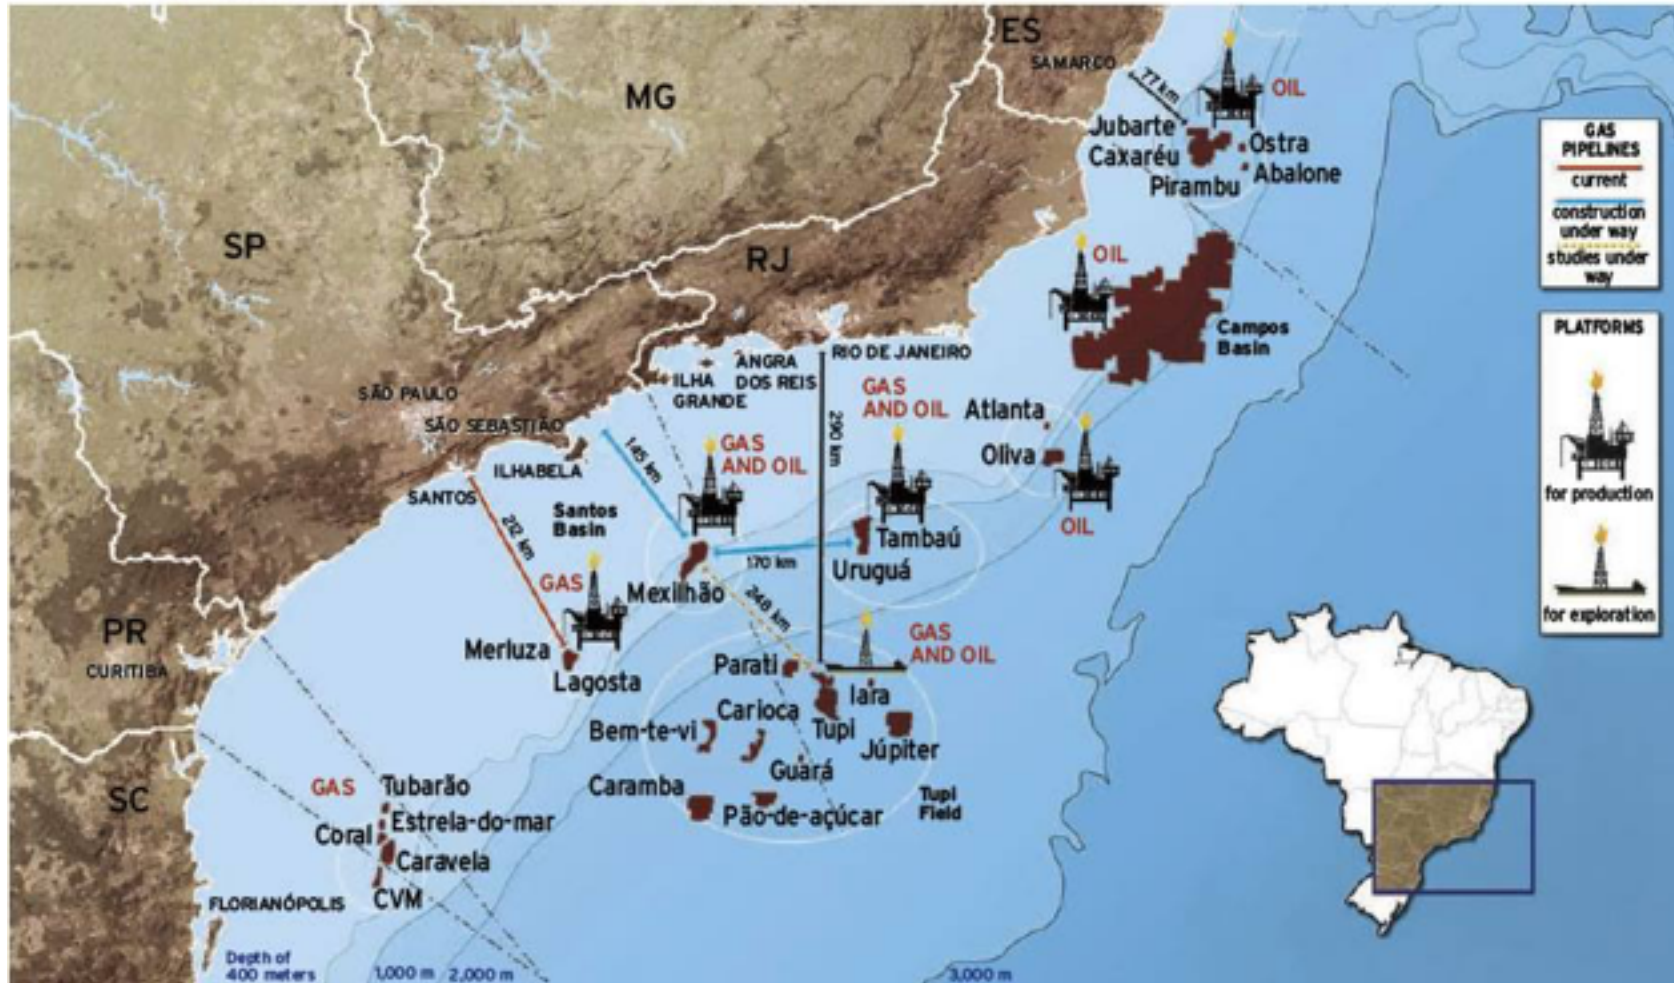 ES
SAMARCO
MG
77 km
OIL
Jubarte
Caxaréu
Pirambu
Ostra
Abalone
GAS
PIPELINES
current
construction
under way
studies under
way
SP
RJ
OIL
Campos
Basin
PLATFORMS
for production
for exploration
RIO DE JANEIRO
ANGRA
DOS REIS
ILHA
GRANDE
SÃO PAULO
SÃO SEBASTIÃO
ILHABELA
SANTOS
GAS
AND OIL
290 km
Atlanta
Oliva
OIL
145 km
GAS
AND OIL
Santos
Basin
212 km
Tambaú
Uruguá
170 km
Mexilhão
GAS
248 km
PR
CURITIBA
Merluza
Lagosta
Parati
GAS
AND OIL
Iara
Carioca
Tupi
Bem-te-vi
Júpiter
Guará
Caramba
Pão-de-açúcar
Tupi
Field
SC
GAS
Tubarão
Estrela-do-mar
Coral
Caravela
CVM
FLORIANÓPOLIS
Depth of
400 meters
1,000 m
2,000 m
3,000 m